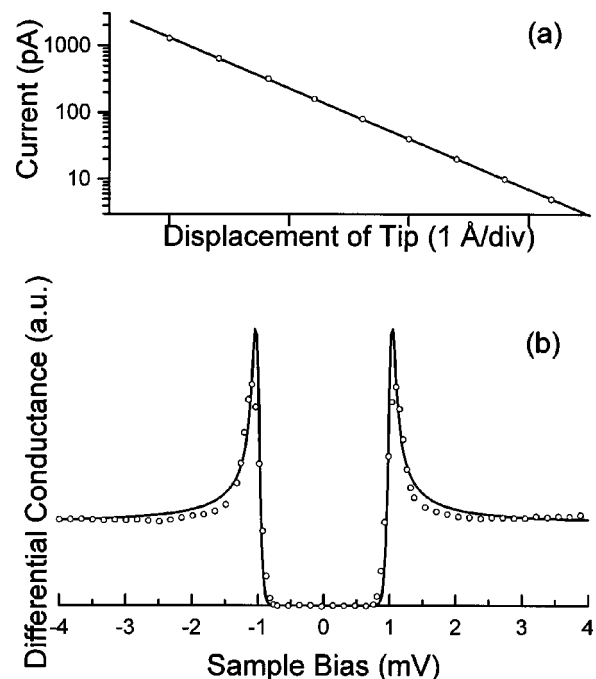 (a)
Current (pA)
1000
100
10
Displacement of Tip (1 Å/div)
(b)
Differential Conductance (a.u.)
-4 -3 -2 -1 0 1 2 3 4
Sample Bias (mV)